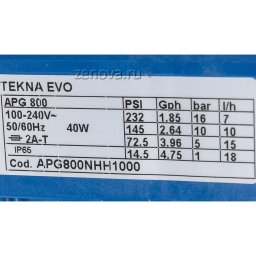 zenova.ru
TEKNA EVO
APG 800 PSI Gph bar l/h
100-240V~ 232 1.85 16 7
50/60Hz 40W 145 2.64 10 10
2A-T 72.5 3.96 5 15
IP65 14.5 4.75 1 18
Cod. APG800NHH1000